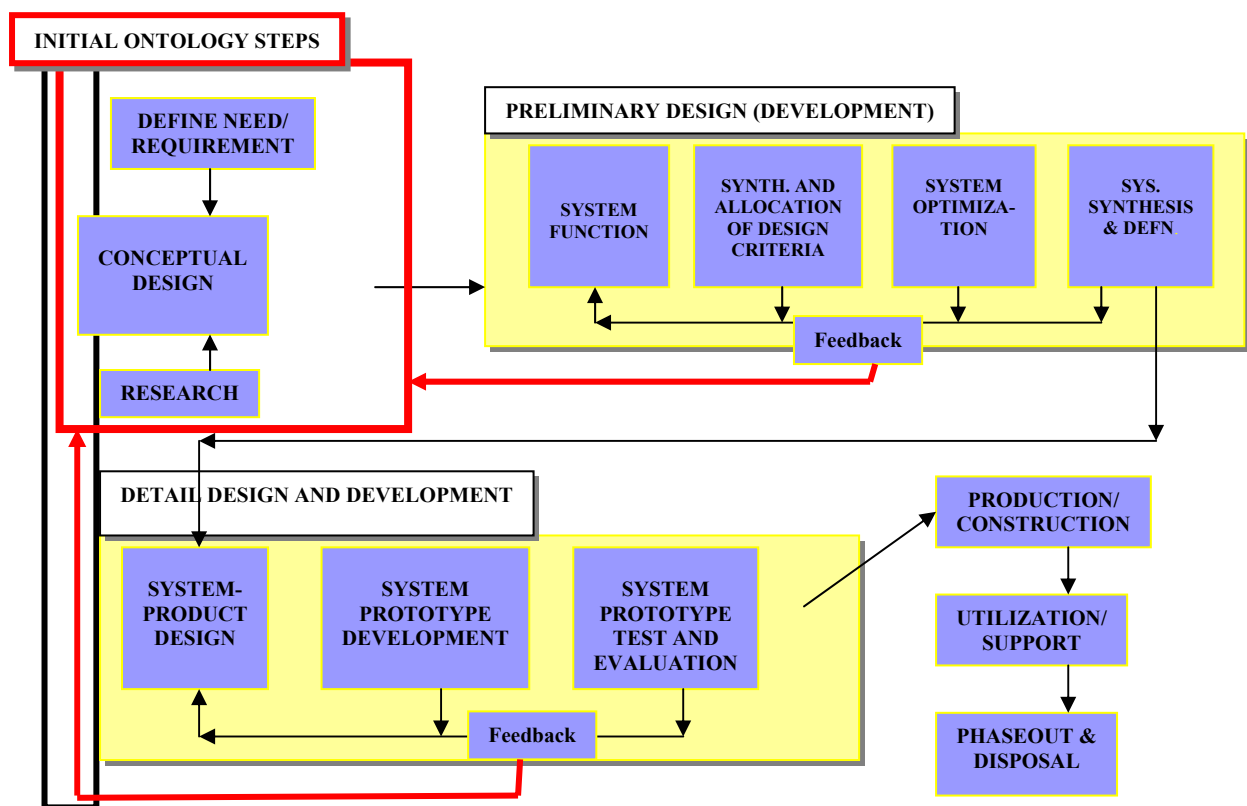 INITIAL ONTOLOGY STEPS
DEFINE NEED/
REQUIREMENT
CONCEPTUAL
DESIGN
RESEARCH
PRELIMINARY DESIGN (DEVELOPMENT)
SYSTEM
FUNCTION
SYNTH. AND
ALLOCATION
OF DESIGN
CRITERIA
SYSTEM
OPTIMIZA-
TION
SYS.
SYNTHESIS
& DEFN.
Feedback
DETAIL DESIGN AND DEVELOPMENT
SYSTEM-
PRODUCT
DESIGN
SYSTEM
PROTOTYPE
DEVELOPMENT
SYSTEM
PROTOTYPE
TEST AND
EVALUATION
Feedback
PRODUCTION/
CONSTRUCTION
UTILIZATION/
SUPPORT
PHASEOUT &
DISPOSAL